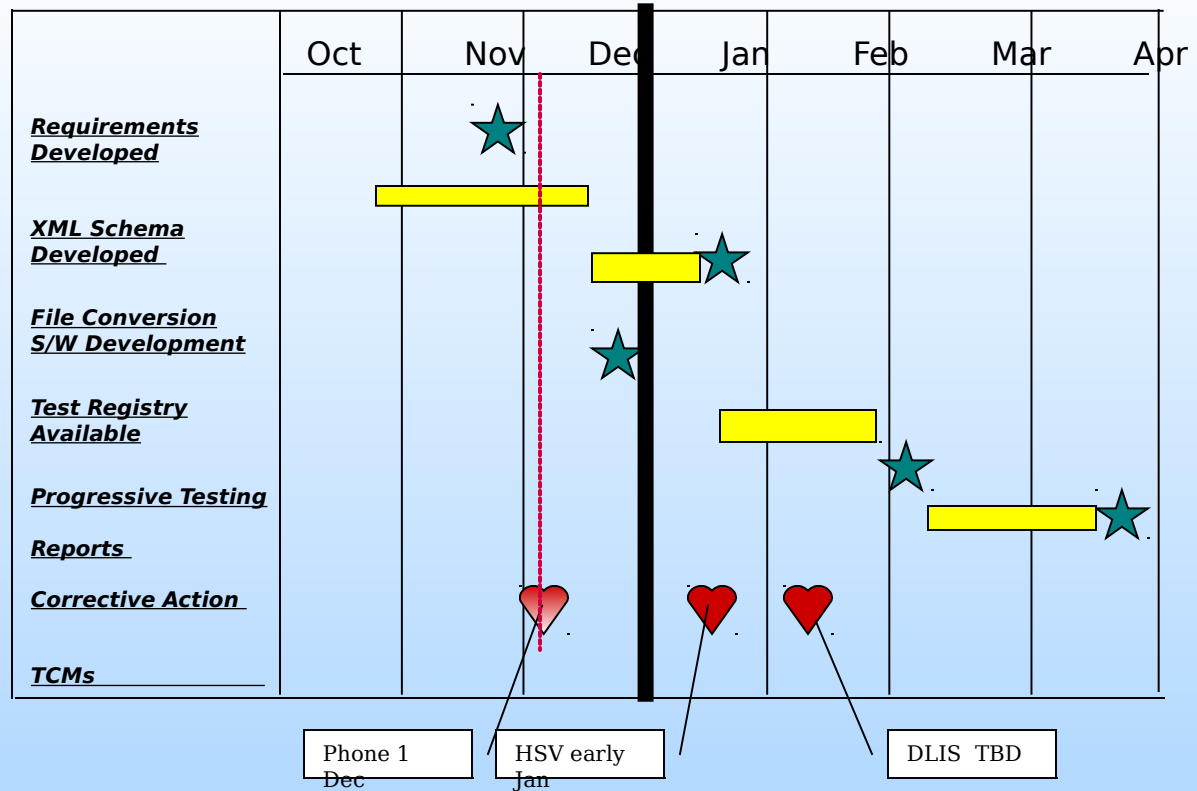 Oct Nov Dec Jan Feb Mar Apr
Requirements
Developed
XML Schema
Developed
File Conversion
S/W Development
Test Registry
Available
Progressive Testing
Reports
Corrective Action
TCMs
Phone 1
Dec
HSV early
Jan
DLIS TBD